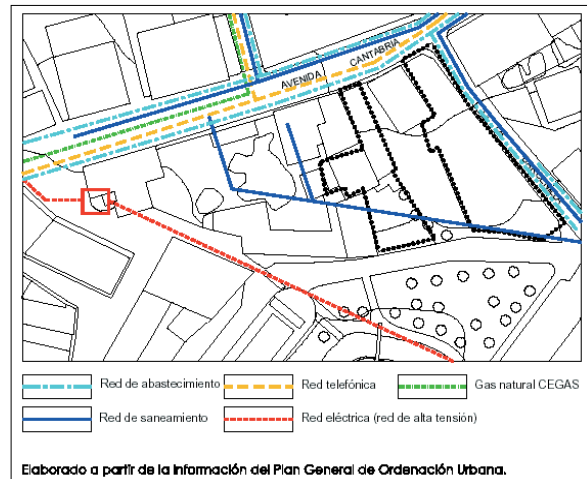 AVENIDA CANTABRIA
Red de abastecimiento
Red telefónica
Gas natural CEGAS
Red de saneamiento
Red eléctrica (red de alta tensión)
Elaborado a partir de la Información del Plan General de Ordenación Urbana.